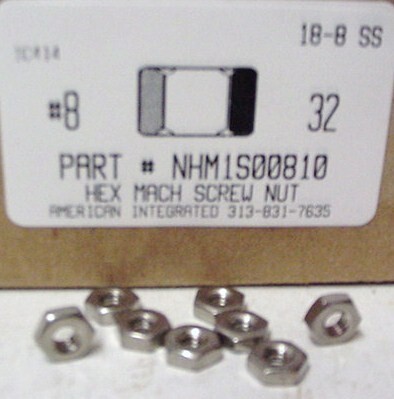 18-8 SS
#8 32
PART # NHM1S00810
HEX MACH SCREW NUT
AMERICAN INTEGRATED 313-831-7635